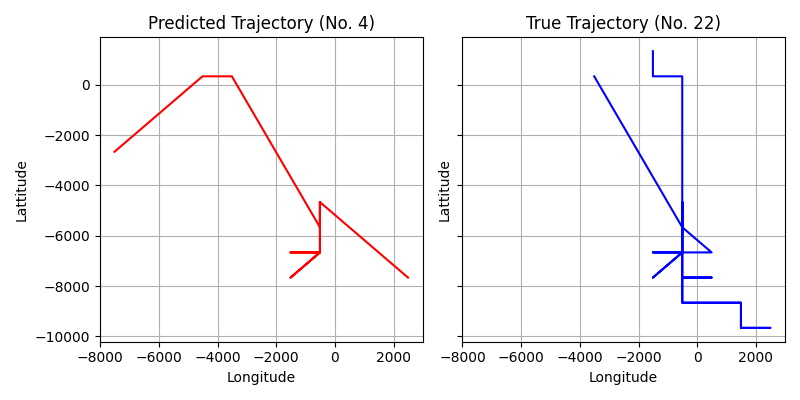 Predicted Trajectory (No. 4)
True Trajectory (No. 22)
0
−2000
−4000
−6000
−8000
−10000
Lattitude
Lattitude
−8000 −6000 −4000 −2000 0 2000
−8000 −6000 −4000 −2000 0 2000
Longitude
Longitude